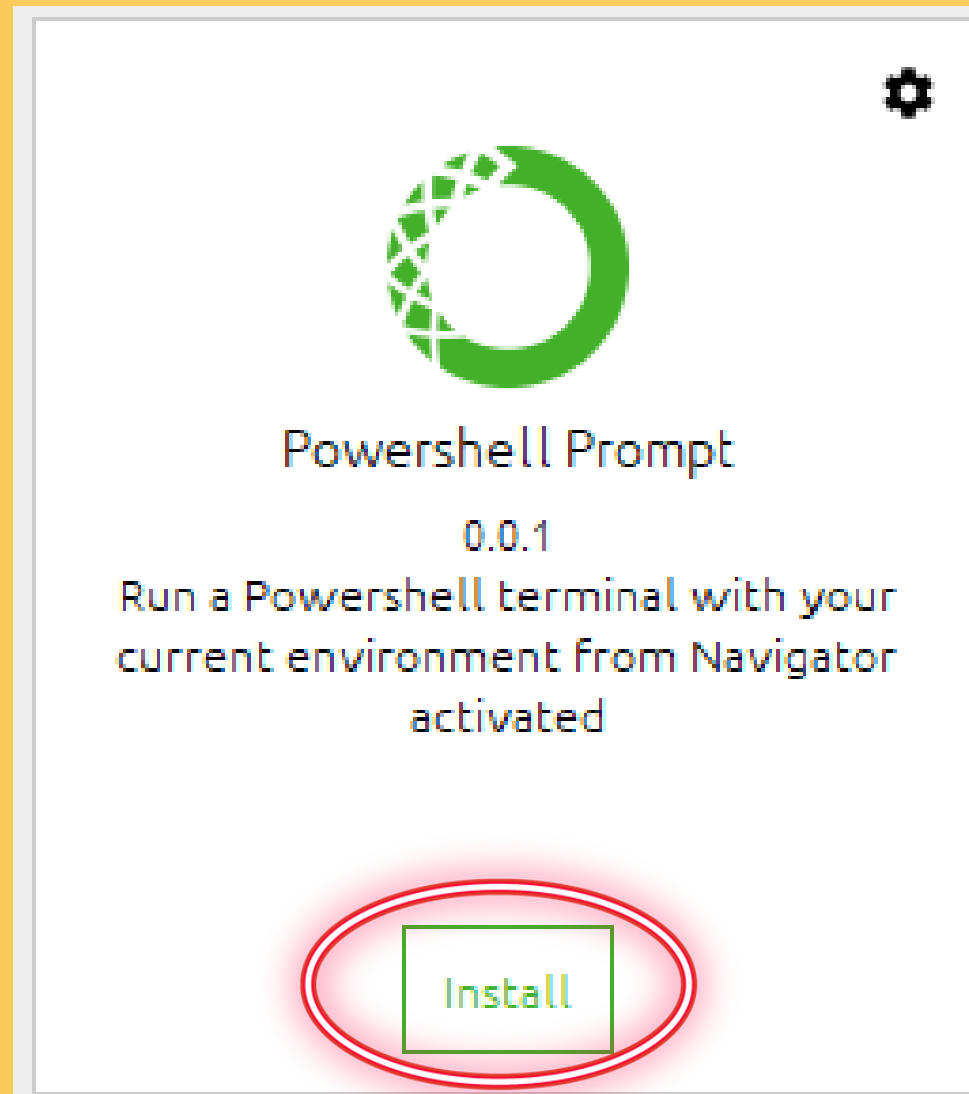 Powershell Prompt
0.0.1
Run a Powershell terminal with your
current environment from Navigator
activated
Install